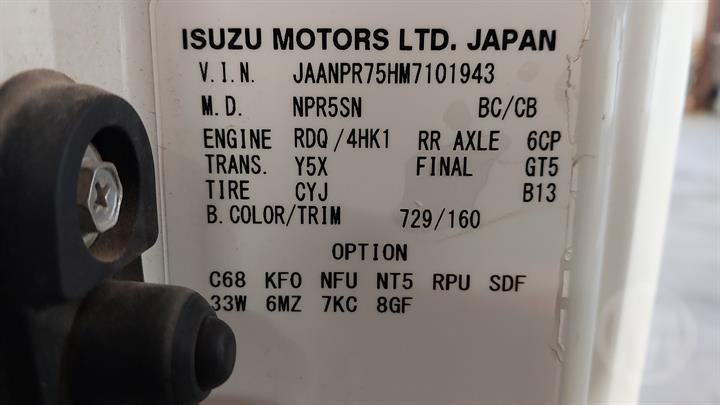 ISUZU MOTORS LTD. JAPAN
V.I.N. JAANPR75HM7101943
M.D. NPR5SN BC/CB
ENGINE RDQ/4HK1 RR AXLE 6CP
TRANS. Y5X FINAL GT5
TIRE CYJ B13
B.COLOR/TRIM 729/160
OPTION
C68 KFO NFU NT5 RPU SDF
33W 6MZ 7KC 8GF